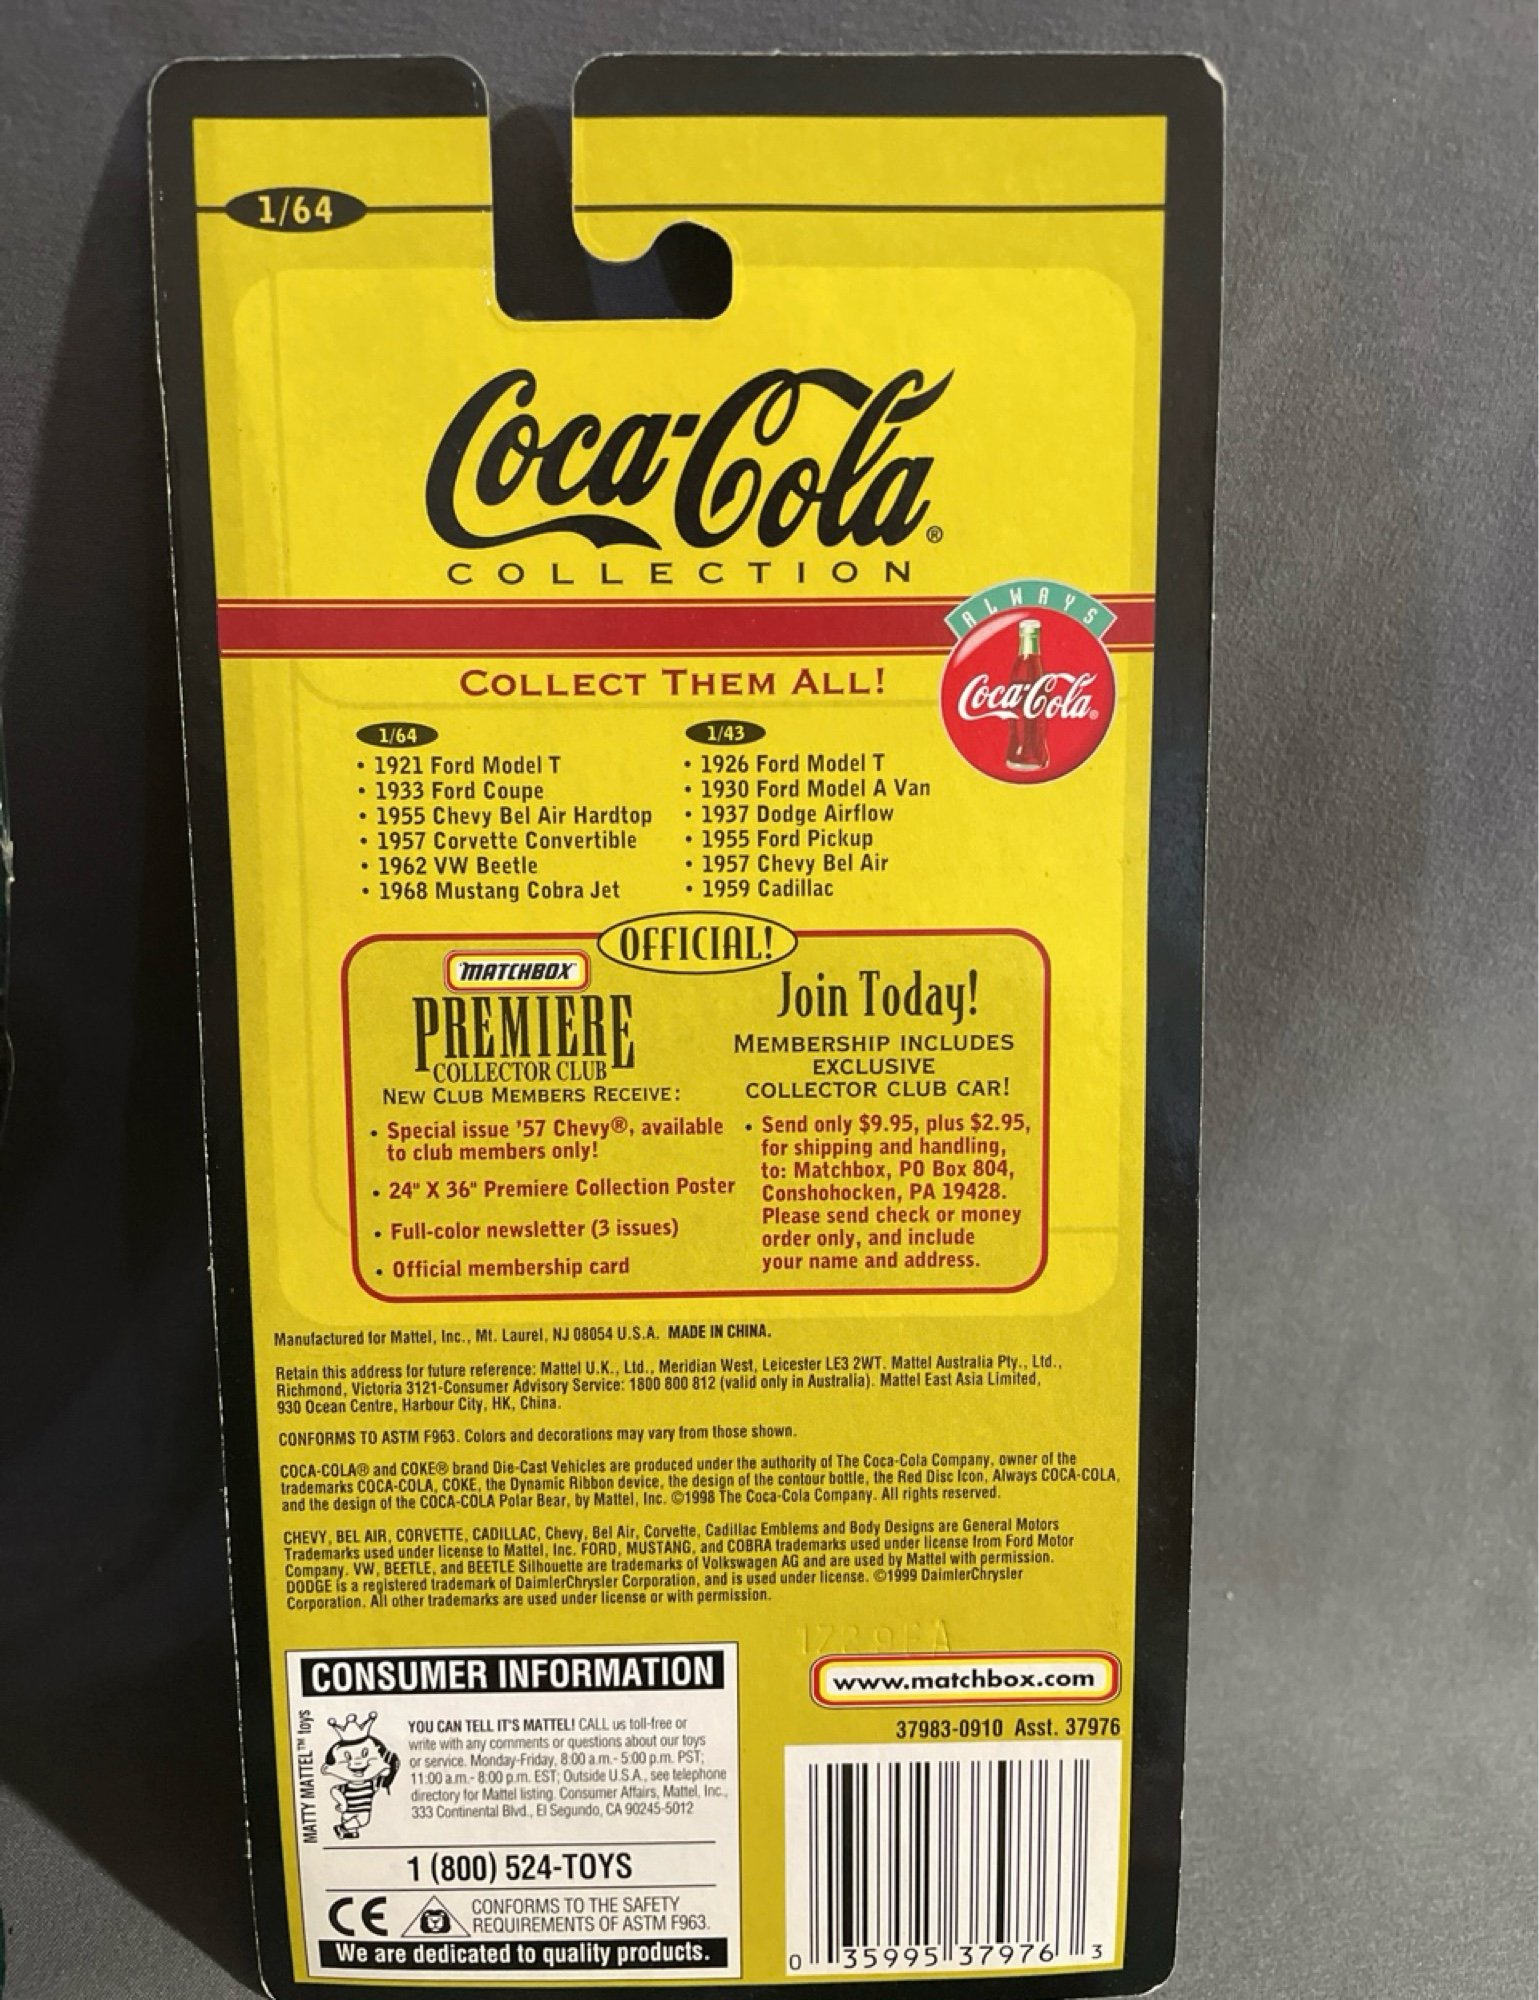 1/64
Coca-Cola®
COLLECTION
ALWAYS
Coca-Cola®
COLLECT THEM ALL!
1/64
• 1921 Ford Model T
• 1933 Ford Coupe
• 1955 Chevy Bel Air Hardtop
• 1957 Corvette Convertible
• 1962 VW Beetle
• 1968 Mustang Cobra Jet
1/43
• 1926 Ford Model T
• 1930 Ford Model A Van
• 1937 Dodge Airflow
• 1955 Ford Pickup
• 1957 Chevy Bel Air
• 1959 Cadillac
OFFICIAL!
MATCHBOX
PREMIERE
COLLECTOR CLUB
NEW CLUB MEMBERS RECEIVE:
• Special issue '57 Chevy®, available
to club members only!
• 24" X 36" Premiere Collection Poster
• Full-color newsletter (3 issues)
• Official membership card
Join Today!
MEMBERSHIP INCLUDES
EXCLUSIVE
COLLECTOR CLUB CAR!
• Send only $9.95, plus $2.95,
for shipping and handling,
to: Matchbox, PO Box 804,
Conshohocken, PA 19428.
Please send check or money
order only, and include
your name and address.
Manufactured for Mattel, Inc., Mt. Laurel, NJ 08054 U.S.A. MADE IN CHINA.
Retain this address for future reference: Mattel U.K., Ltd., Meridian West, Leicester LE3 2WT. Mattel Australia Pty., Ltd.,
Richmond, Victoria 3121-Consumer Advisory Service: 1800 800 812 (valid only in Australia). Mattel East Asia Limited,
930 Ocean Centre, Harbour City, HK, China.
CONFORMS TO ASTM F963. Colors and decorations may vary from those shown.
COCA-COLA® and COKE® brand Die-Cast Vehicles are produced under the authority of The Coca-Cola Company, owner of the
trademarks COCA-COLA, COKE, the Dynamic Ribbon device, the design of the contour bottle, the Red Disc Icon, Always COCA-COLA,
and the design of the COCA-COLA Polar Bear, by Mattel, Inc. ©1998 The Coca-Cola Company. All rights reserved.
CHEVY, BEL AIR, CORVETTE, CADILLAC, Chevy, Bel Air, Corvette, Cadillac Emblems and Body Designs are General Motors
Trademarks used under license to Mattel, Inc. FORD, MUSTANG, and COBRA trademarks used under license from Ford Motor
Company. VW, BEETLE, and BEETLE Silhouette are trademarks of Volkswagen AG and are used by Mattel with permission.
DODGE is a registered trademark of DaimlerChrysler Corporation, and is used under license. ©1999 DaimlerChrysler
Corporation. All other trademarks are used under license or with permission.
CONSUMER INFORMATION
MATTY MATTEL™ toys
YOU CAN TELL IT'S MATTEL! CALL us toll-free or
write with any comments or questions about our toys
or service. Monday-Friday, 8:00 a.m.- 5:00 p.m. PST;
11:00 a.m.- 8:00 p.m. EST; Outside U.S.A., see telephone
directory for Mattel listing. Consumer Affairs, Mattel, Inc.,
333 Continental Blvd., El Segundo, CA 90245-5012
1 (800) 524-TOYS
CE
CONFORMS TO THE SAFETY
REQUIREMENTS OF ASTM F963.
We are dedicated to quality products.
www.matchbox.com
37983-0910 Asst. 37976
0 35995 37976 3